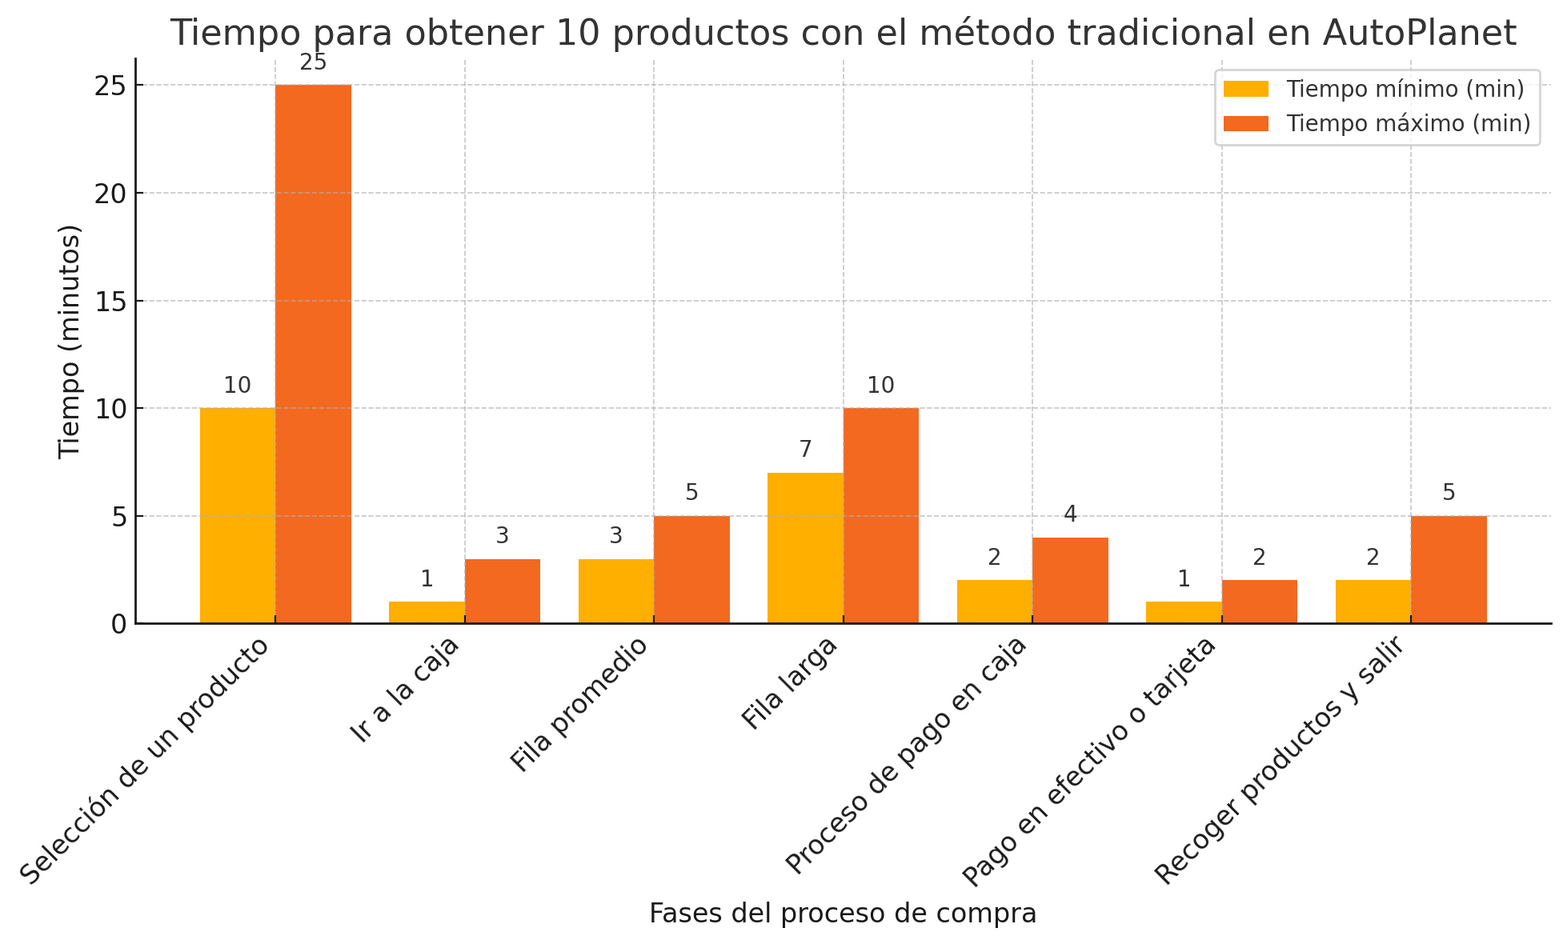 Tiempo para obtener 10 productos con el método tradicional en AutoPlanet
Tiempo mínimo (min)
Tiempo máximo (min)
Tiempo (minutos)
25
20
15
10
5
0
10
25
1
3
3
5
7
10
2
4
1
2
2
5
Selección de un producto
Ir a la caja
Fila promedio
Fila larga
Proceso de pago en caja
Pago en efectivo o tarjeta
Recoger productos y salir
Fases del proceso de compra